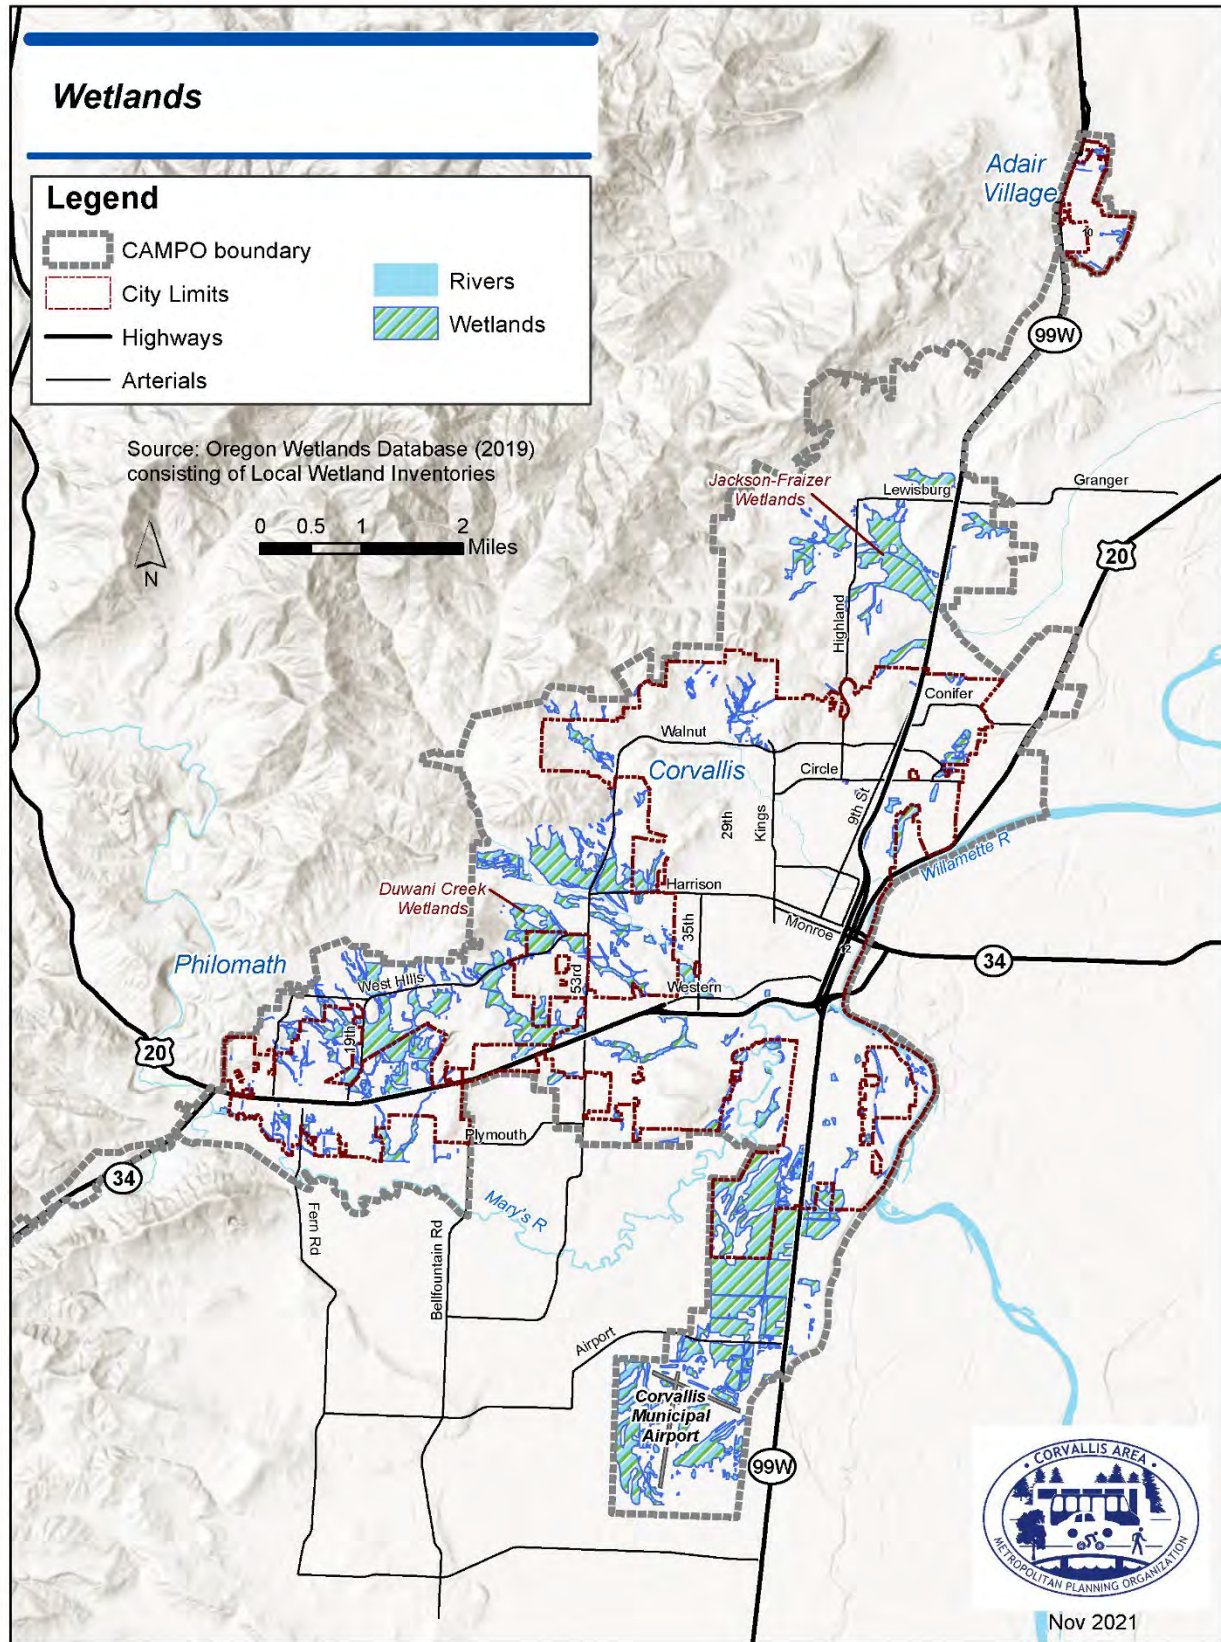 Wetlands
Legend
CAMPO boundary
City Limits
Highways
Arterials
Rivers
Wetlands
Source: Oregon Wetlands Database (2019)
consisting of Local Wetland Inventories
0 0.5 1 2
Miles
N
Adair
Village
10
99W
Jackson-Fraizer
Wetlands
Lewisburg
Granger
20
Highland
Conifer
Walnut
Corvallis
Circle
29th
Kings
9th St
Willamette R
Duwani Creek
Wetlands
Harrison
Monroe
35th
12
34
Philomath
West HIlls
53rd
Western
19th
20
Plymouth
34
Mary's R
Fern Rd
Bellfountain Rd
Airport
Corvallis
Municipal
Airport
99W
• CORVALLIS AREA •
METROPOLITAN PLANNING ORGANIZATION
Nov 2021